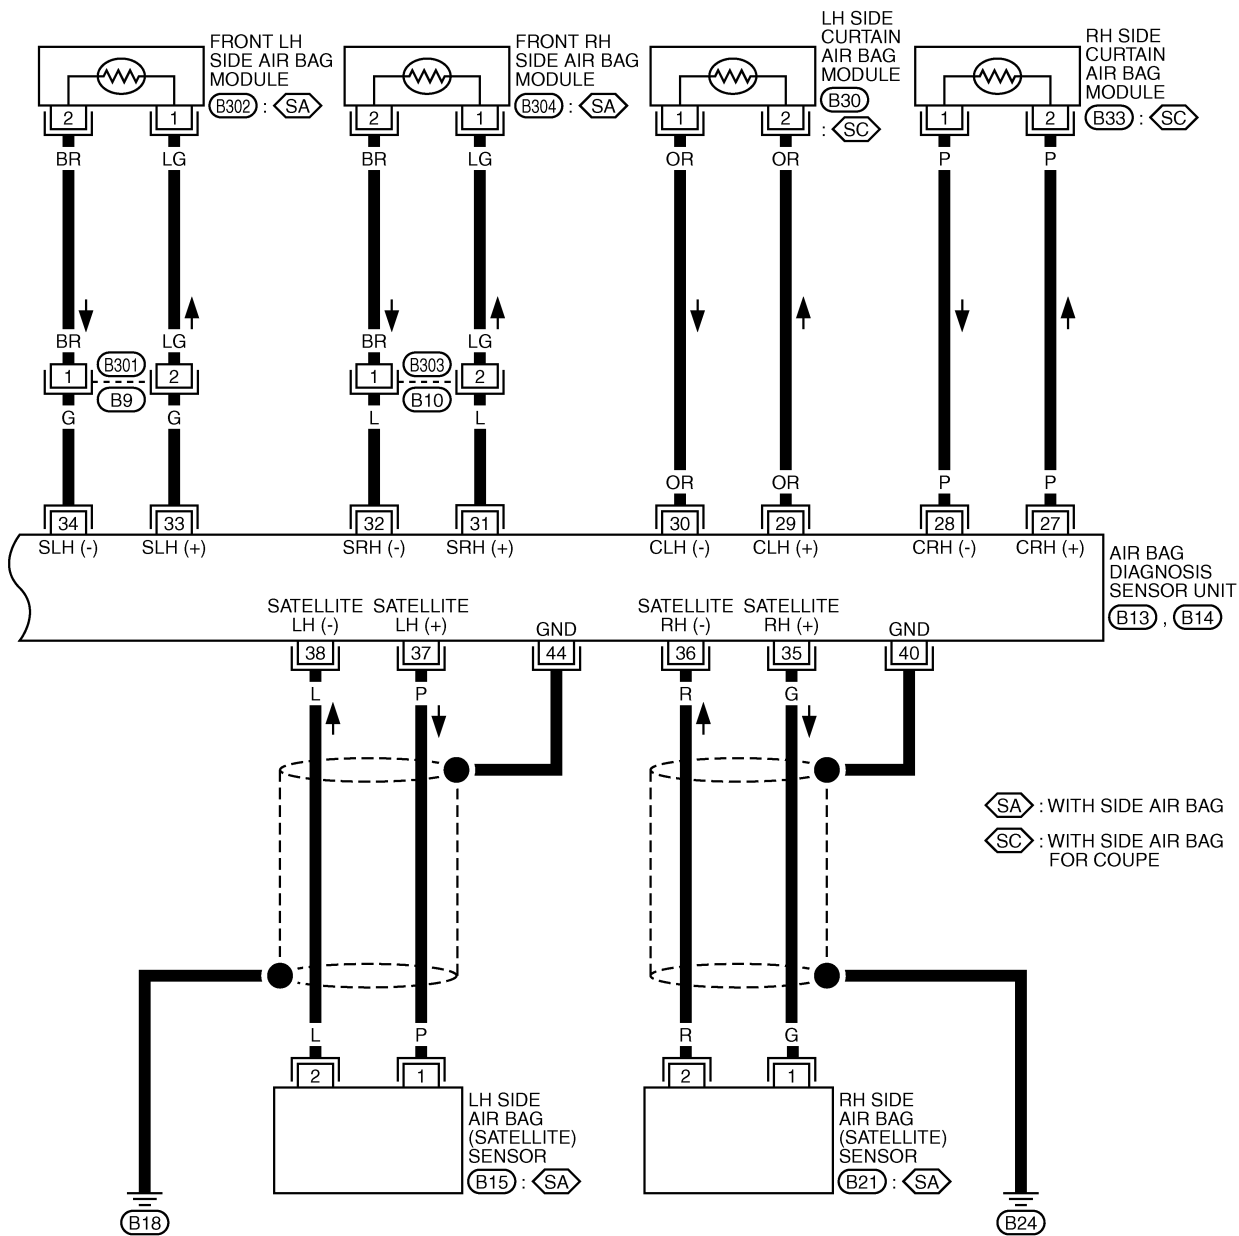 FRONT LH
SIDE AIR BAG
MODULE
B302 : SA
FRONT RH
SIDE AIR BAG
MODULE
B304 : SA
LH SIDE
CURTAIN
AIR BAG
MODULE
B30
: SC
RH SIDE
CURTAIN
AIR BAG
MODULE
B33 : SC
2 1 2 1 1 2 1 2
BR LG BR LG OR OR P P
BR LG BR LG
B301 B303
1 2 1 2
B9 B10
G G L L
OR OR P P
34 33 32 31 30 29 28 27
SLH (-) SLH (+) SRH (-) SRH (+) CLH (-) CLH (+) CRH (-) CRH (+)
AIR BAG
DIAGNOSIS
SENSOR UNIT
B13 , B14
SATELLITE SATELLITE SATELLITE SATELLITE
LH (-) LH (+) GND RH (-) RH (+) GND
38 37 44 36 35 40
L P R G
SA : WITH SIDE AIR BAG
SC : WITH SIDE AIR BAG
FOR COUPE
L P R G
2 1 2 1
LH SIDE
AIR BAG
(SATELLITE)
SENSOR
B15 : SA
RH SIDE
AIR BAG
(SATELLITE)
SENSOR
B21 : SA
B18 B24